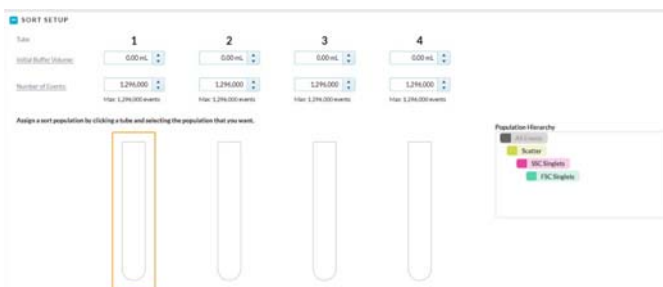 SORT SETUP
Tube 1 2 3 4
Initial Buffer Volume: 0.00 mL 0.00 mL 0.00 mL 0.00 mL
Number of Events: 1,296,000 1,296,000 1,296,000 1,296,000
Max: 1,296,000 events Max: 1,296,000 events Max: 1,296,000 events Max: 1,296,000 events
Assign a sort population by clicking a tube and selecting the population that you want.
Population Hierarchy
All Events
Scatter
SSC Singlets
FSC Singlets